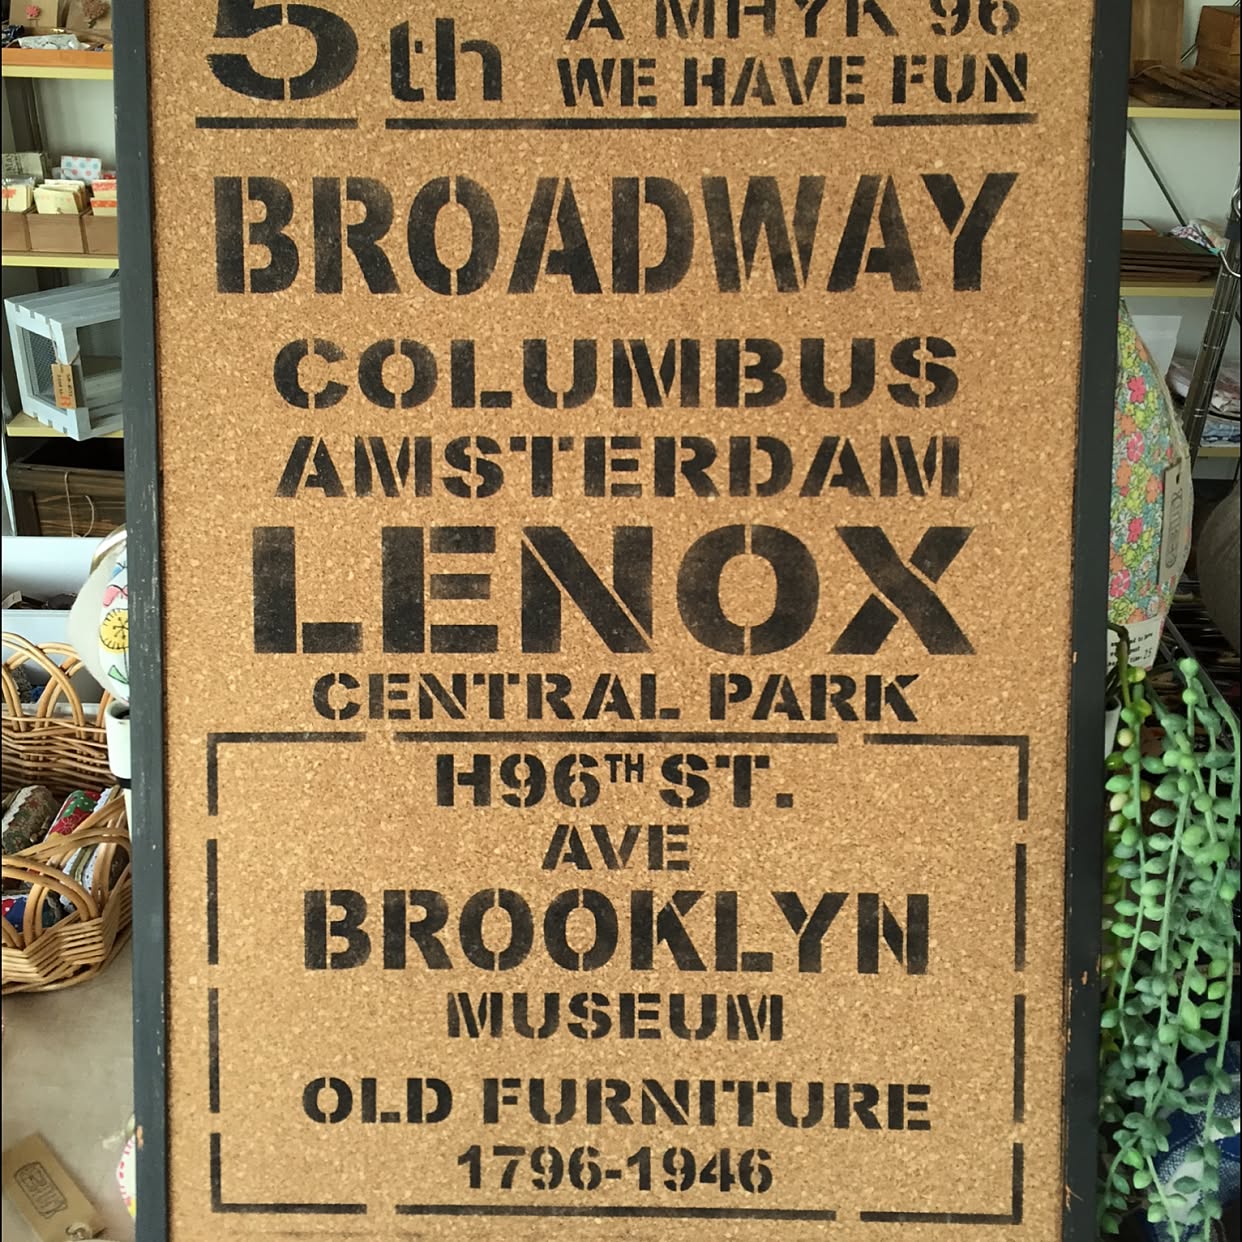 5th
A MHYK 96
WE HAVE FUN
BROADWAY
COLUMBUS
AMSTERDAM
LENOX
CENTRAL PARK
H96TH ST.
AVE
BROOKLYN
MUSEUM
OLD FURNITURE
1796-1946